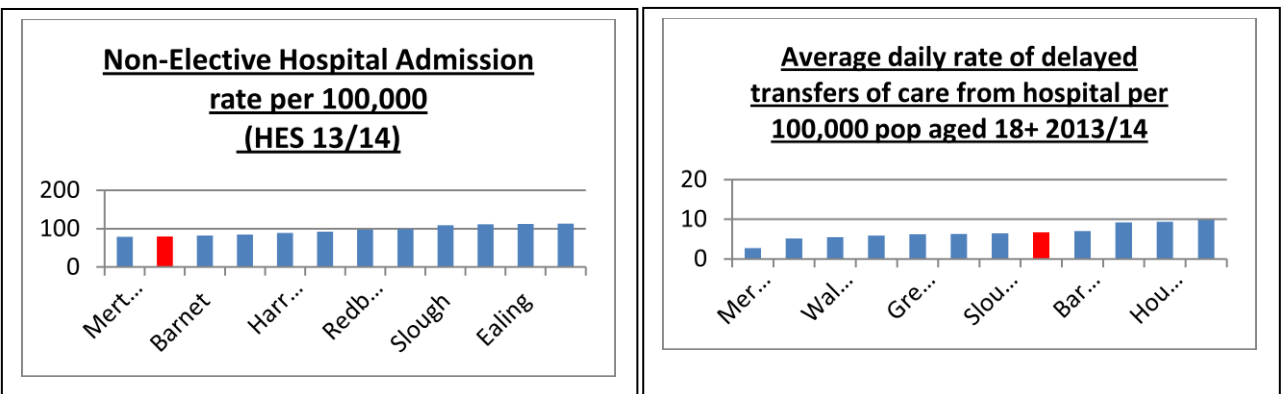 Non-Elective Hospital Admission
rate per 100,000
(HES 13/14)
200
100
0
Mert...
Barnet
Harr...
Redb...
Slough
Ealing
Average daily rate of delayed
transfers of care from hospital per
100,000 pop aged 18+ 2013/14
20
10
0
Mer...
Wal...
Gre...
Slou...
Bar...
Hou...